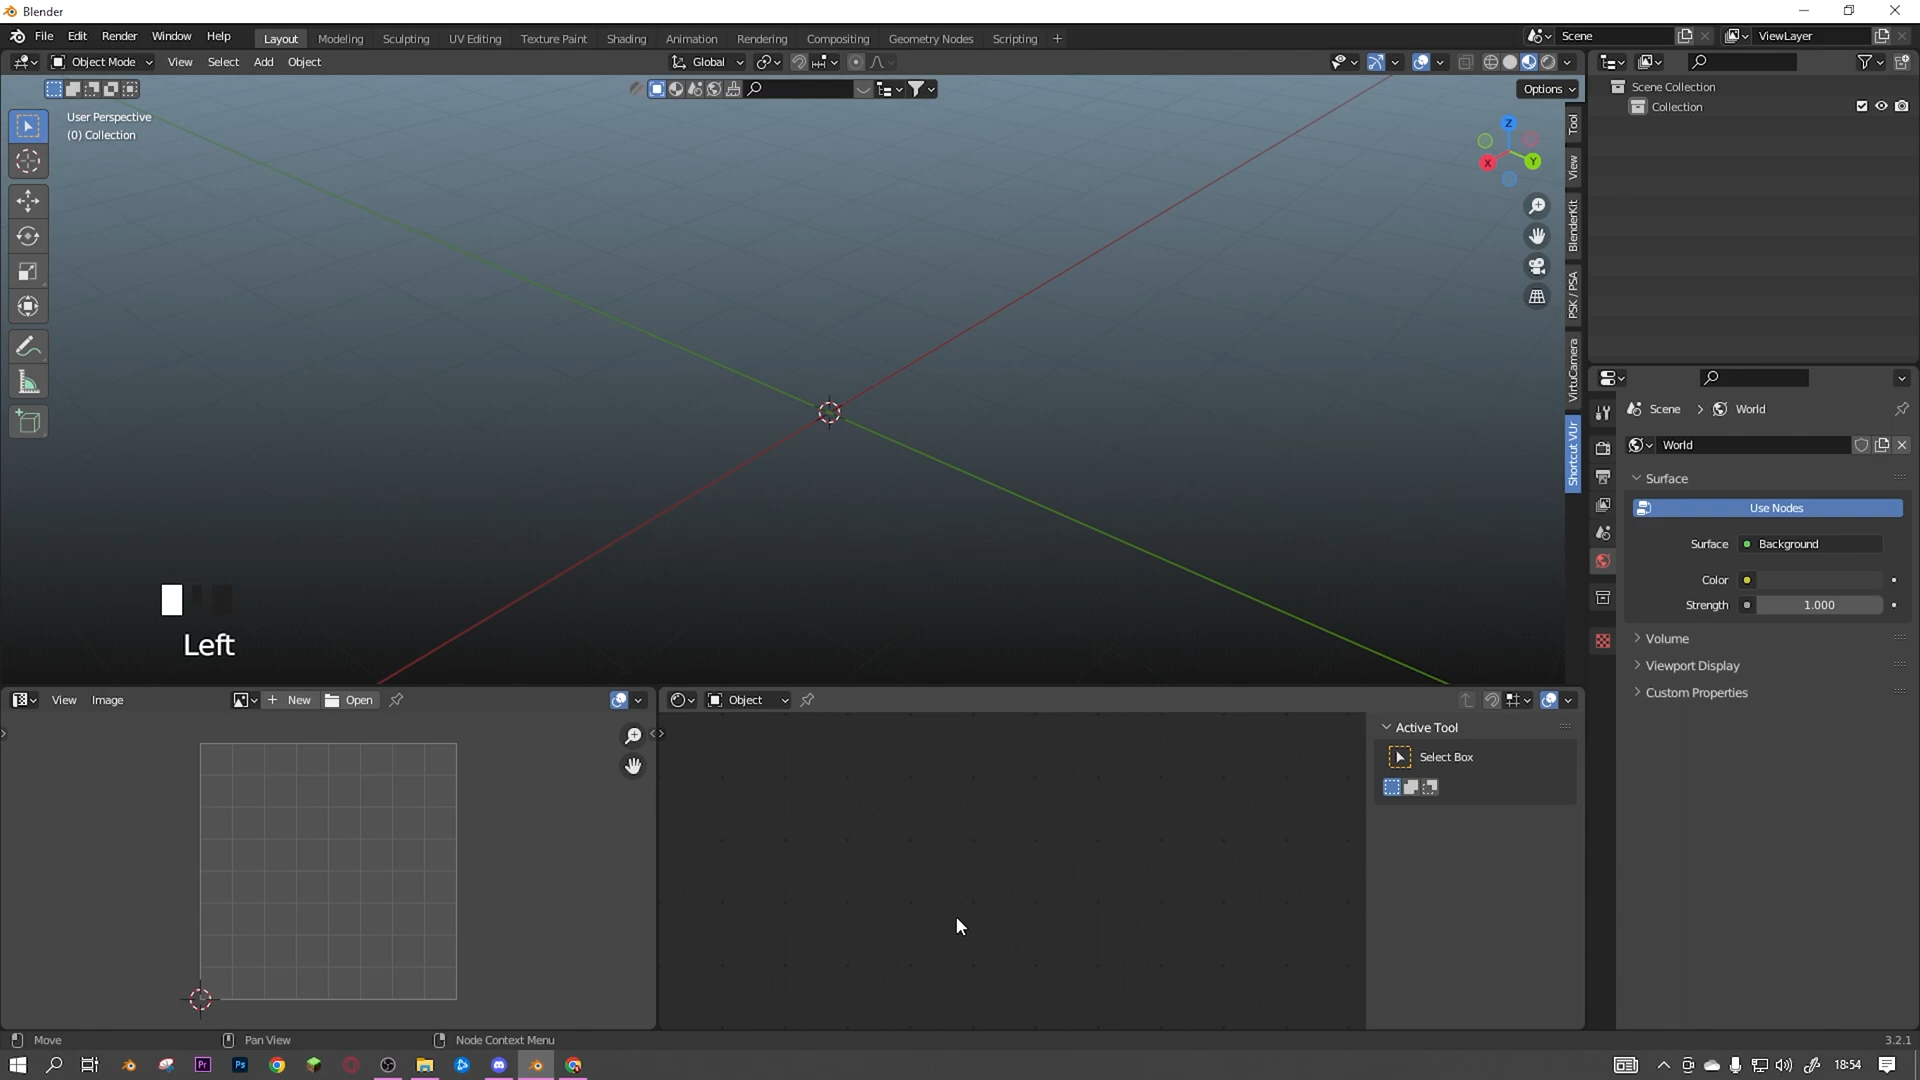 Blender
File Edit Render Window Help Layout Modeling Sculpting UV Editing Texture Paint Shading Animation Rendering Compositing Geometry Nodes Scripting + Scene ViewLayer
Object Mode View Select Add Object Global
Options
User Perspective
(0) Collection
Z
X
Y
Tool
View
BlenderKit
PSK / PSA
VirtuCamera
Shortcut VUr
Scene Collection
Collection
Scene > World
World
Surface
Use Nodes
Surface Background
Color
Strength 1.000
Volume
Viewport Display
Custom Properties
Left
View Image + New Open
Object
Active Tool
Select Box
Move Pan View Node Context Menu 3.2.1
Pr Ps 18:54